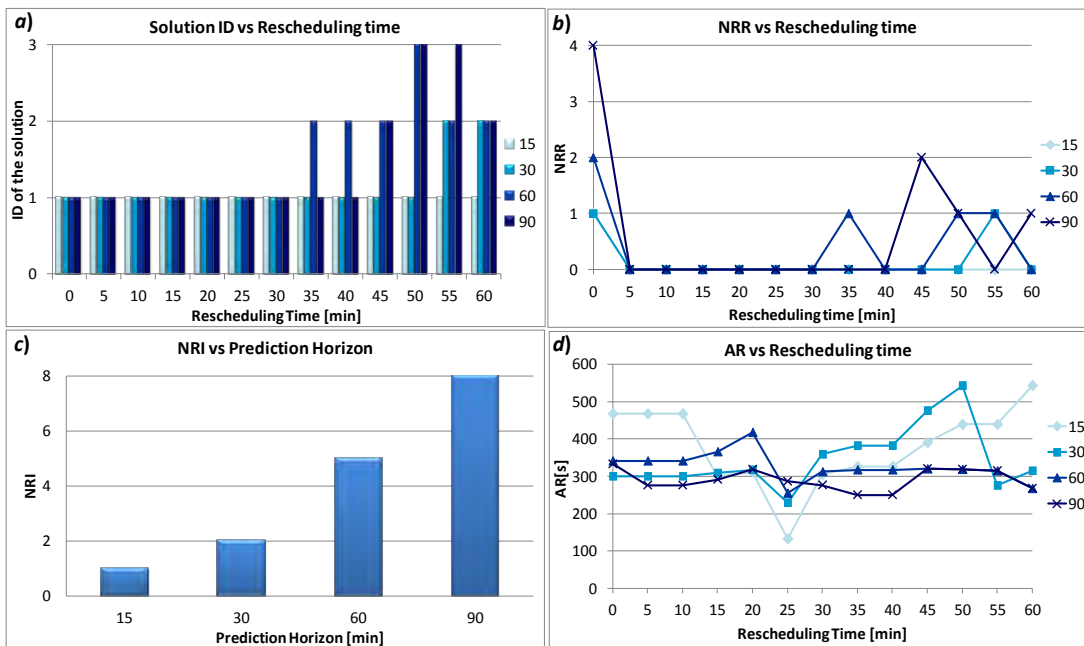 a) Solution ID vs Rescheduling time
3
2
1
0
ID of the solution
0 5 10 15 20 25 30 35 40 45 50 55 60
Rescheduling Time [min]
15
30
60
90
b) NRR vs Rescheduling time
4
3
2
1
0
NRR
0 5 10 15 20 25 30 35 40 45 50 55 60
Rescheduling time [min]
15
30
60
90
c) NRI vs Prediction Horizon
8
6
4
2
0
NRI
15 30 60 90
Prediction Horizon [min]
d) AR vs Rescheduling time
600
500
400
300
200
100
0
AR[s]
0 5 10 15 20 25 30 35 40 45 50 55 60
Rescheduling Time [min]
15
30
60
90